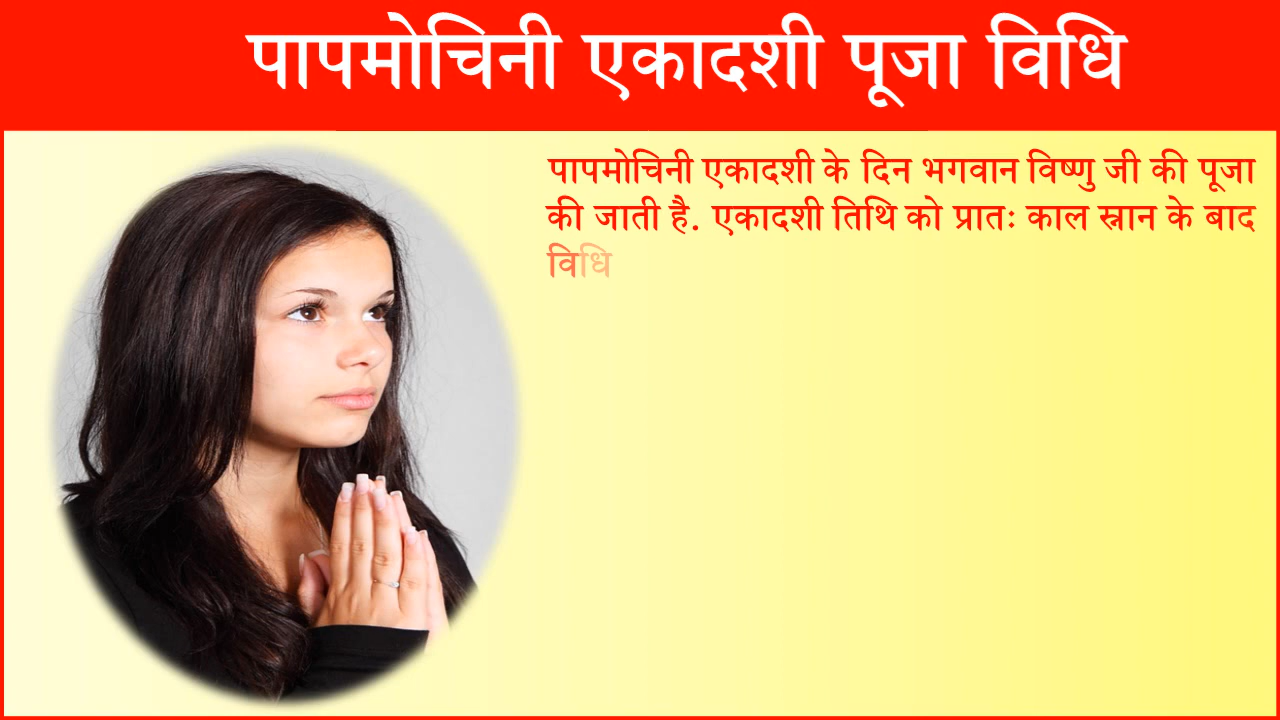 पापमोचिनी एकादशी पूजा विधि
पापमोचिनी एकादशी के दिन भगवान विष्णु जी की पूजा
की जाती है. एकादशी तिथि को प्रातः काल स्नान के बाद
विधि